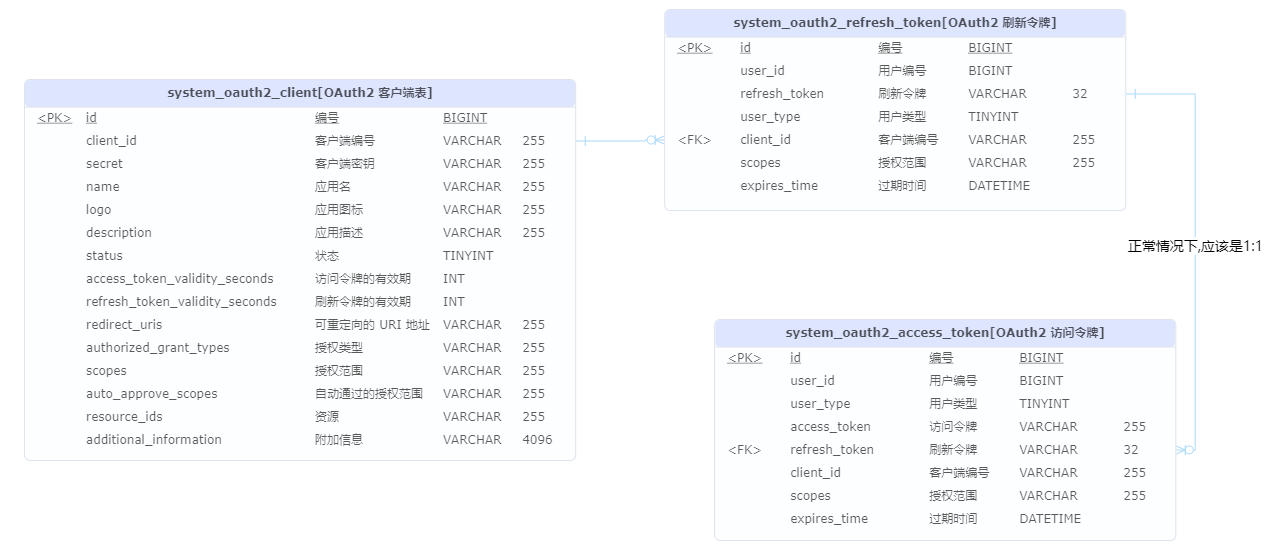 system_oauth2_client[OAuth2 客户端表]
<PK> id 编号 BIGINT
client_id 客户端编号 VARCHAR 255
secret 客户端密钥 VARCHAR 255
name 应用名 VARCHAR 255
logo 应用图标 VARCHAR 255
description 应用描述 VARCHAR 255
status 状态 TINYINT
access_token_validity_seconds 访问令牌的有效期 INT
refresh_token_validity_seconds 刷新令牌的有效期 INT
redirect_uris 可重定向的 URI 地址 VARCHAR 255
authorized_grant_types 授权类型 VARCHAR 255
scopes 授权范围 VARCHAR 255
auto_approve_scopes 自动通过的授权范围 VARCHAR 255
resource_ids 资源 VARCHAR 255
additional_information 附加信息 VARCHAR 4096
system_oauth2_refresh_token[OAuth2 刷新令牌]
<PK> id 编号 BIGINT
user_id 用户编号 BIGINT
refresh_token 刷新令牌 VARCHAR 32
user_type 用户类型 TINYINT
<FK> client_id 客户端编号 VARCHAR 255
scopes 授权范围 VARCHAR 255
expires_time 过期时间 DATETIME
正常情况下,应该是1:1
system_oauth2_access_token[OAuth2 访问令牌]
<PK> id 编号 BIGINT
user_id 用户编号 BIGINT
user_type 用户类型 TINYINT
access_token 访问令牌 VARCHAR 255
<FK> refresh_token 刷新令牌 VARCHAR 32
client_id 客户端编号 VARCHAR 255
scopes 授权范围 VARCHAR 255
expires_time 过期时间 DATETIME